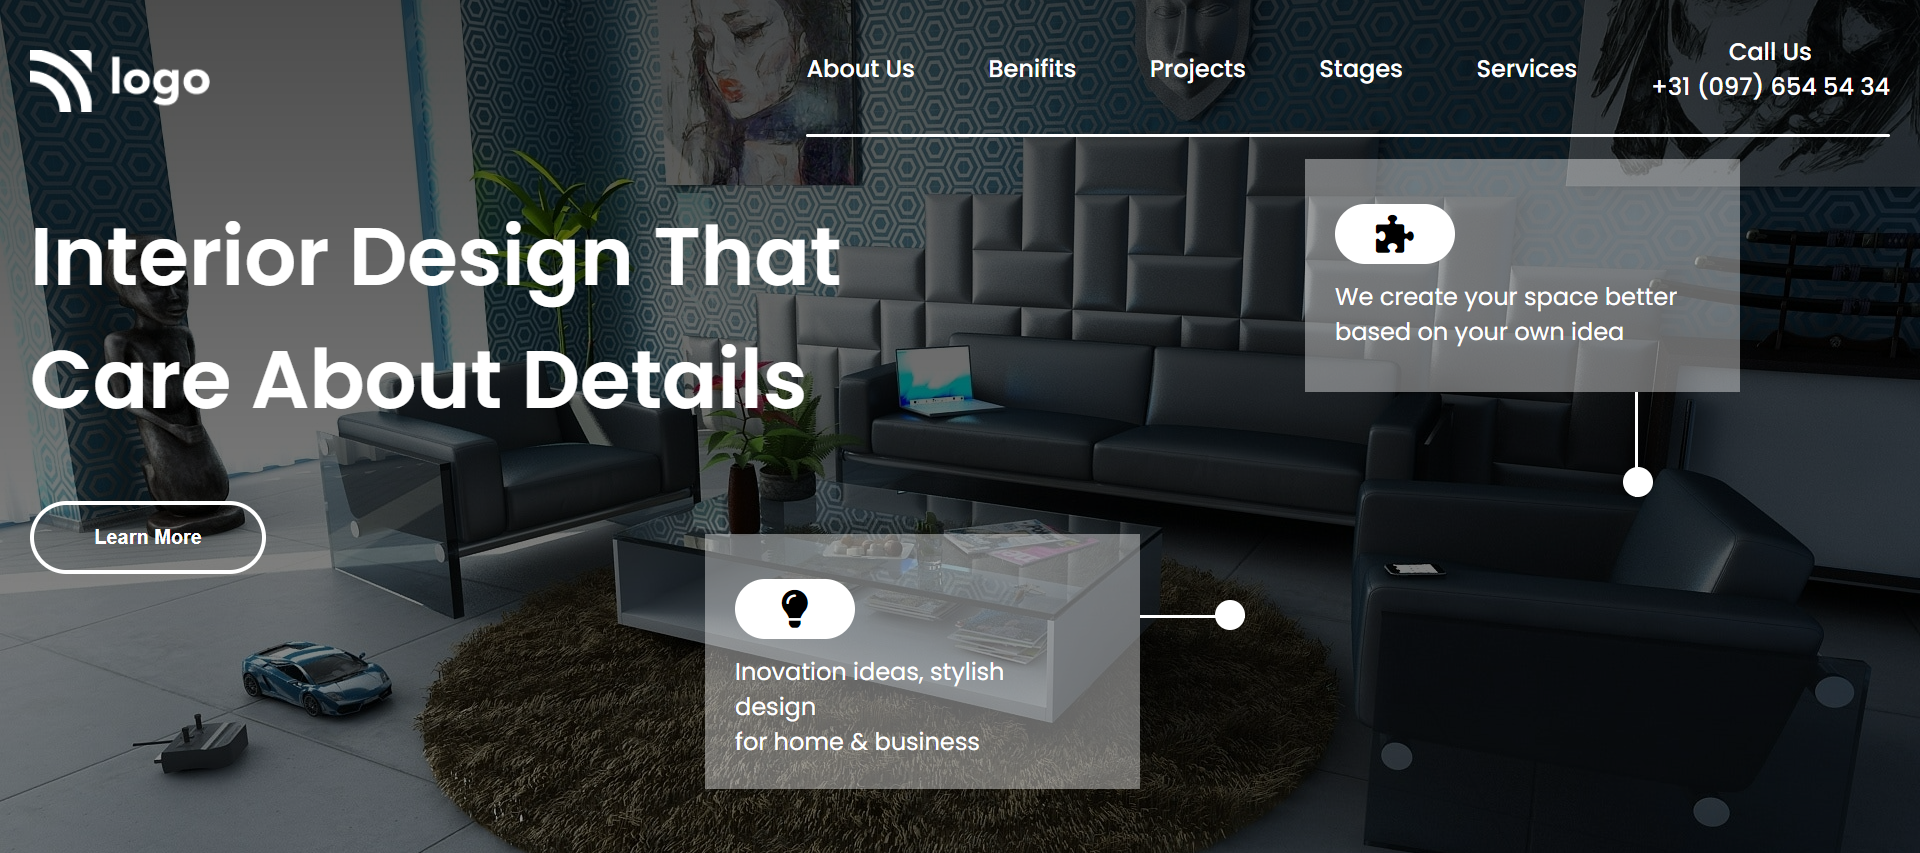 logo
About Us
Benifits
Projects
Stages
Services
Call Us
+31 (097) 654 54 34
Interior Design That
Care About Details
Learn More
We create your space better
based on your own idea
Inovation ideas, stylish
design
for home & business